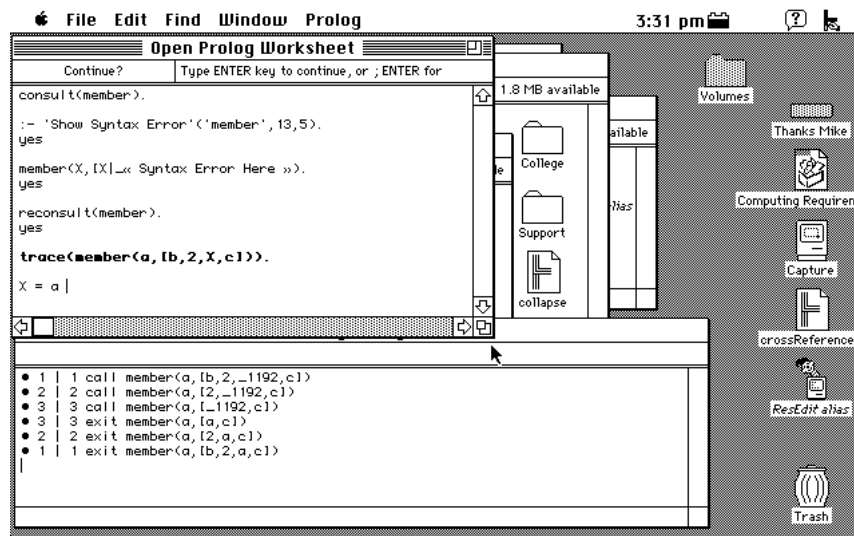 File Edit Find Window Prolog 3:31 pm
Open Prolog Worksheet
Continue?
Type ENTER key to continue, or ; ENTER for
consult(member).
:- 'Show Syntax Error'('member',13,5).
yes
member(X,[X|_« Syntax Error Here »).
yes
reconsult(member).
yes
trace(member(a,[b,2,X,c])).
X = a
1.8 MB available
College
Support
collapse
ailable
le
lias
● 1 | 1 call member(a,[b,2,_1192,c])
● 2 | 2 call member(a,[2,_1192,c])
● 3 | 3 call member(a,[_1192,c])
● 3 | 3 exit member(a,[a,c])
● 2 | 2 exit member(a,[2,a,c])
● 1 | 1 exit member(a,[b,2,a,c])
Volumes
Thanks Mike
Computing Requiren
Capture
crossReference
ResEdit alias
Trash